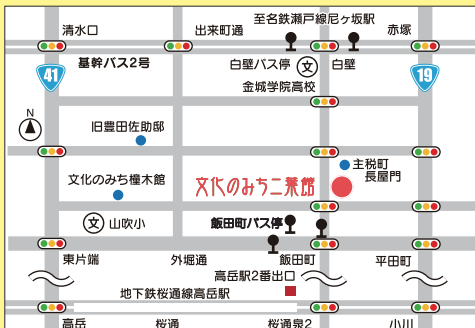 至名鉄瀬戸線尼ヶ坂駅
清水口
出来町通
赤塚
基幹バス2号
白壁バス停
文
白壁
41
19
金城学院高校
N
旧豊田佐助邸
主税町
長屋門
文化のみち橦木館
文化のみち二葉館
文
山吹小
飯田町バス停
東片端
外堀通
飯田町
平田町
高岳駅2番出口
地下鉄桜通線高岳駅
高岳
桜通
桜通泉2
小川